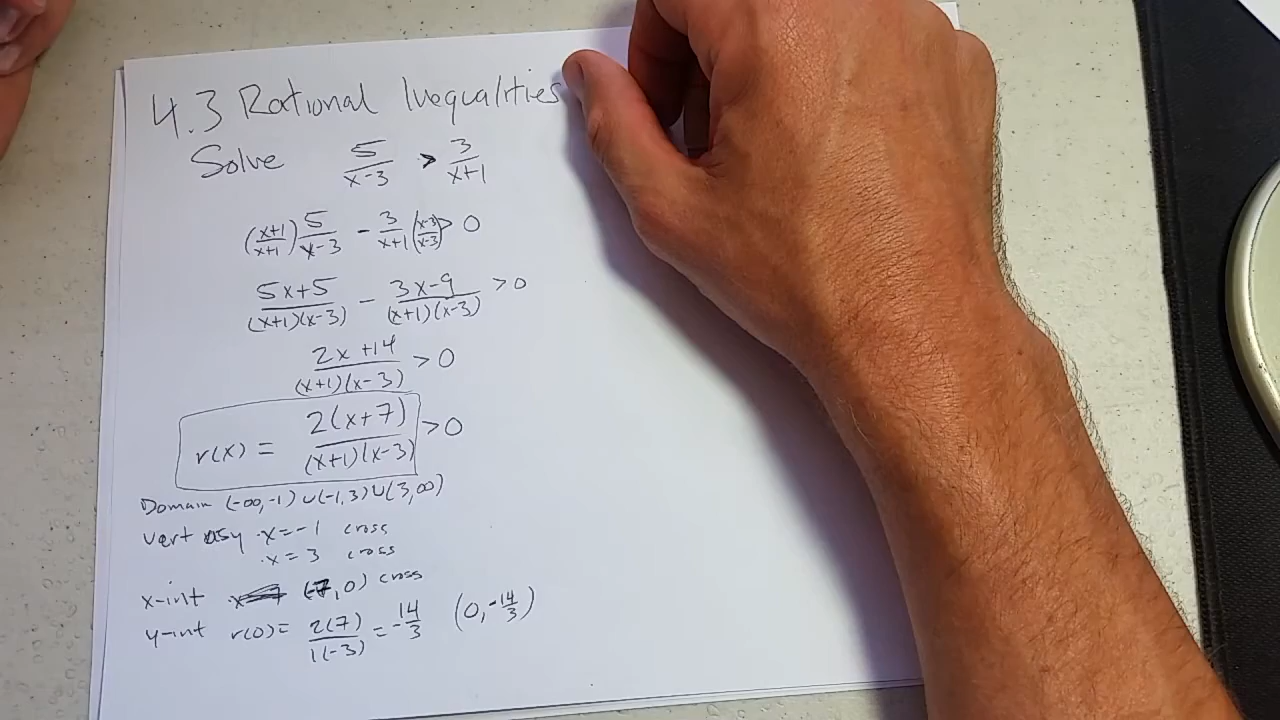 4.3 Rational Inequalities
Solve 5/(x-3) > 3/(x+1)
((x+1)/(x+1)) 5/(x-3) - 3/(x+1) ((x-3)/(x-3)) > 0
(5x+5)/((x+1)(x-3)) - (3x-9)/((x+1)(x-3)) > 0
(2x+14)/((x+1)(x-3)) > 0
r(x) = 2(x+7)/((x+1)(x-3)) > 0
Domain (-∞,-1)∪(-1,3)∪(3,∞)
vert asy x=-1 cross
x=3 cross
x-int (-7,0) cross
y-int r(0)= 2(7)/(1(-3)) = -14/3 (0,-14/3)